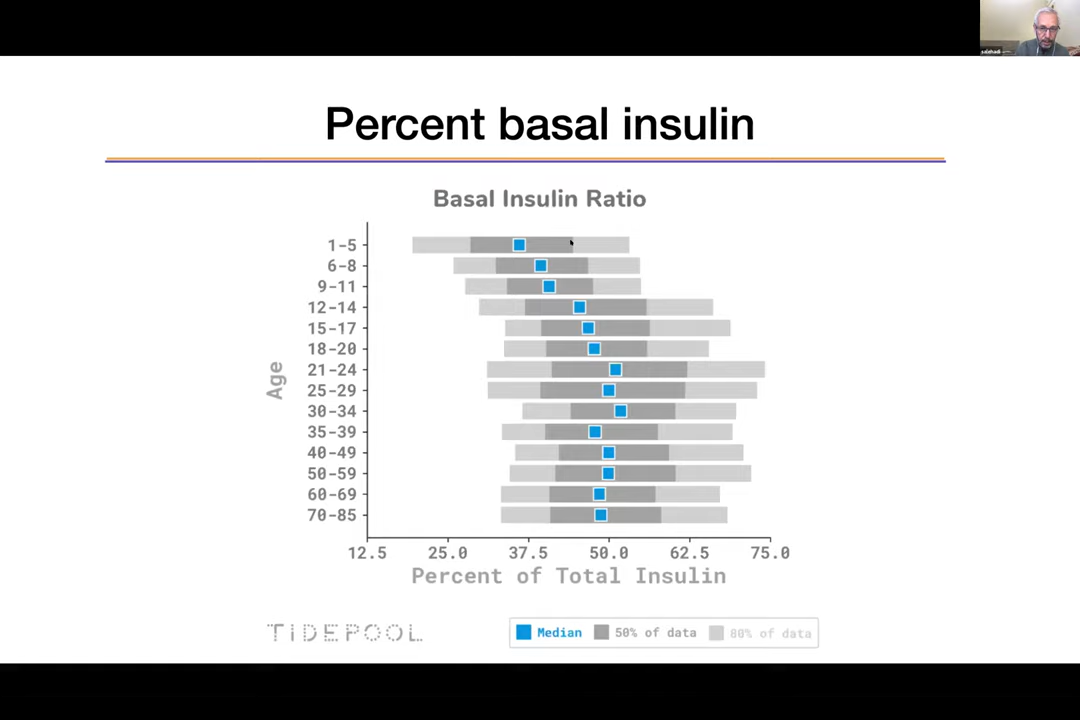 Percent basal insulin
Basal Insulin Ratio
1-5
6-8
9-11
12-14
15-17
18-20
21-24
25-29
30-34
35-39
40-49
50-59
60-69
70-85
Age
12.5 25.0 37.5 50.0 62.5 75.0
Percent of Total Insulin
TIDEPOOL
Median 50% of data 80% of data